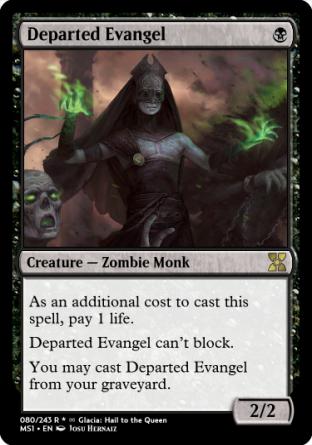 Departed Evangel
Creature — Zombie Monk
As an additional cost to cast this
spell, pay 1 life.
Departed Evangel can't block.
You may cast Departed Evangel
from your graveyard.
2/2
080/243 R * ∞ Glacia: Hail to the Queen
MS1 • EN Josu Hernaiz